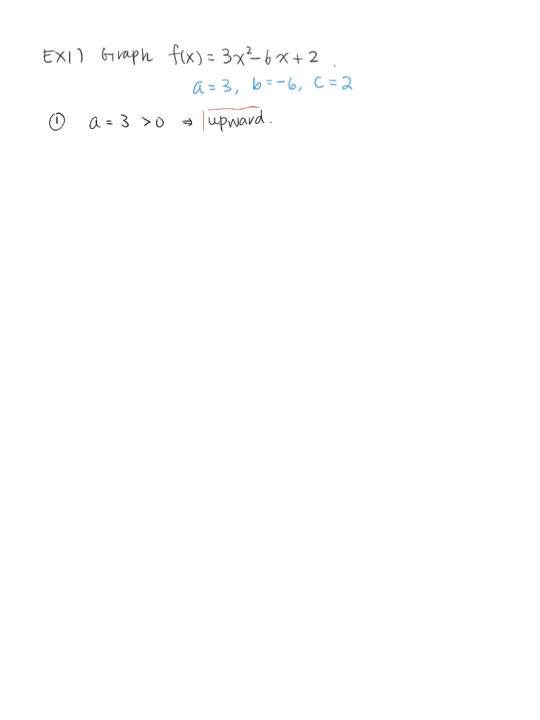 EX1) Graph f(x) = 3x² - 6x + 2.
a = 3, b = -6, c = 2
① a = 3 > 0 ⇒ upward.